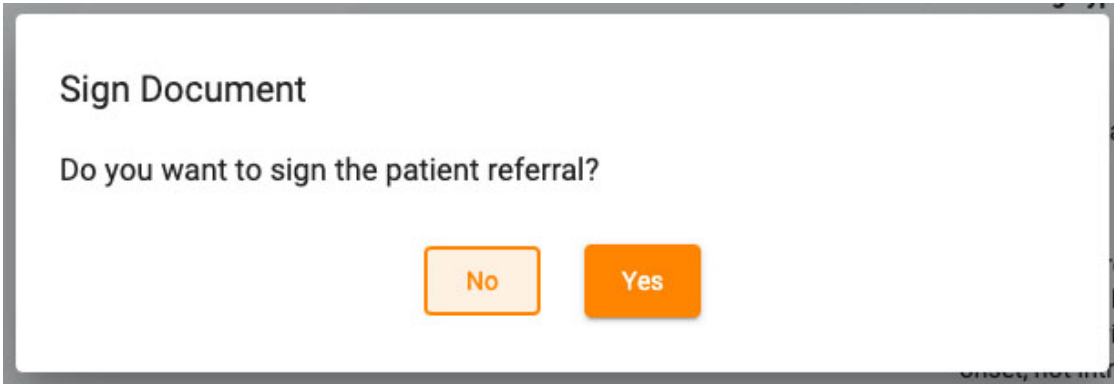 Sign Document
Do you want to sign the patient referral?
No
Yes